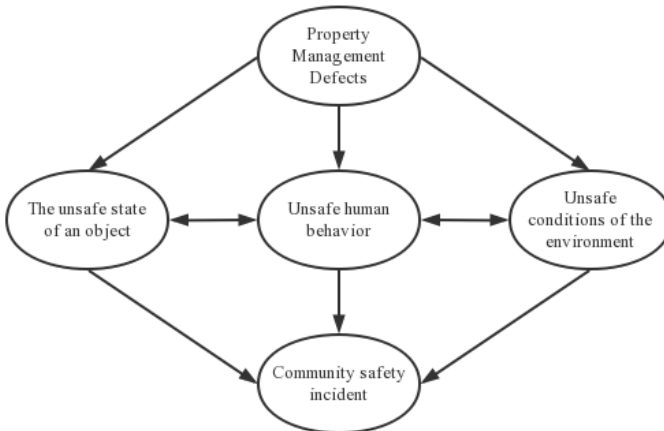 Property
Management
Defects
The unsafe state
of an object
Unsafe human
behavior
Unsafe
conditions of the
environment
Community safety
incident